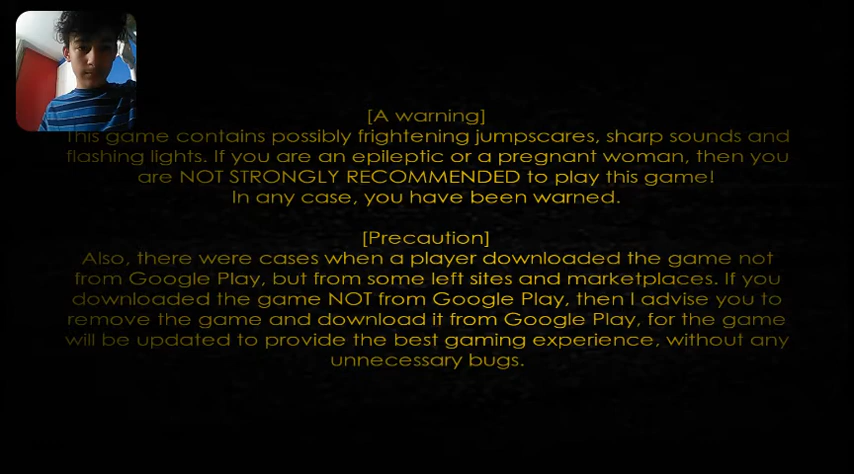 [A warning]
This game contains possibly frightening jumpscares, sharp sounds and
flashing lights. If you are an epileptic or a pregnant woman, then you
are NOT STRONGLY RECOMMENDED to play this game!
In any case, you have been warned.
[Precaution]
Also, there were cases when a player downloaded the game not
from Google Play, but from some left sites and marketplaces. If you
downloaded the game NOT from Google Play, then I advise you to
remove the game and download it from Google Play, for the game
will be updated to provide the best gaming experience, without any
unnecessary bugs.